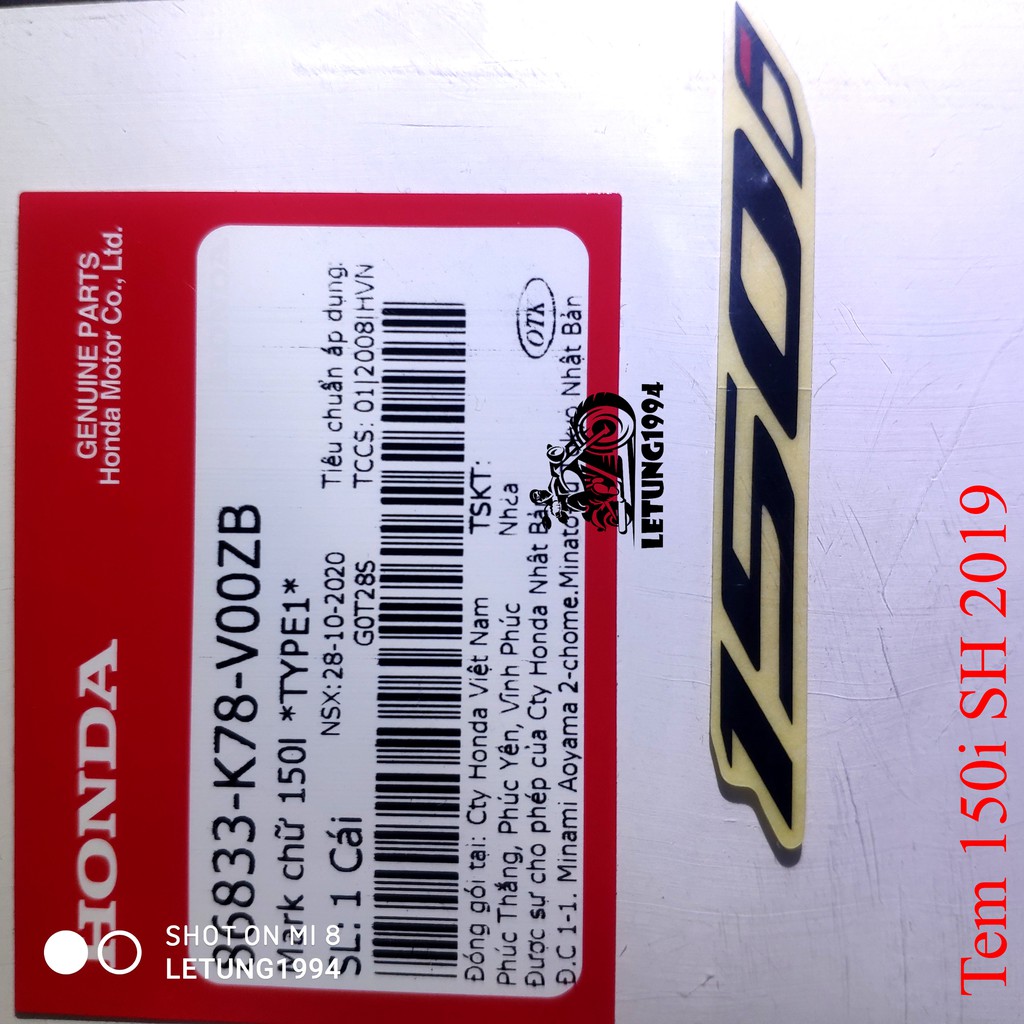 HONDA
GENUINE PARTS
Honda Motor Co., Ltd.
86833-K78-V00ZB
Mark chữ 150I *TYPE1*
SL: 1 Cái
NSX:28-10-2020
G0T28S
Tiêu chuẩn áp dụng:
TCCS: 01|2008|HVN
Đóng gói tại: Cty Honda Việt Nam
Phúc Thắng, Phúc Yên, Vĩnh Phúc
Được sự cho phép của Cty Honda Nhật Bản
Đ.C 1-1. Minami Aoyama 2-chome.Minato Nhật Bản
TSKT:
Nhựa
OTK
LETUNG1994
150i
Tem 150i SH 2019
SHOT ON MI 8
LETUNG1994